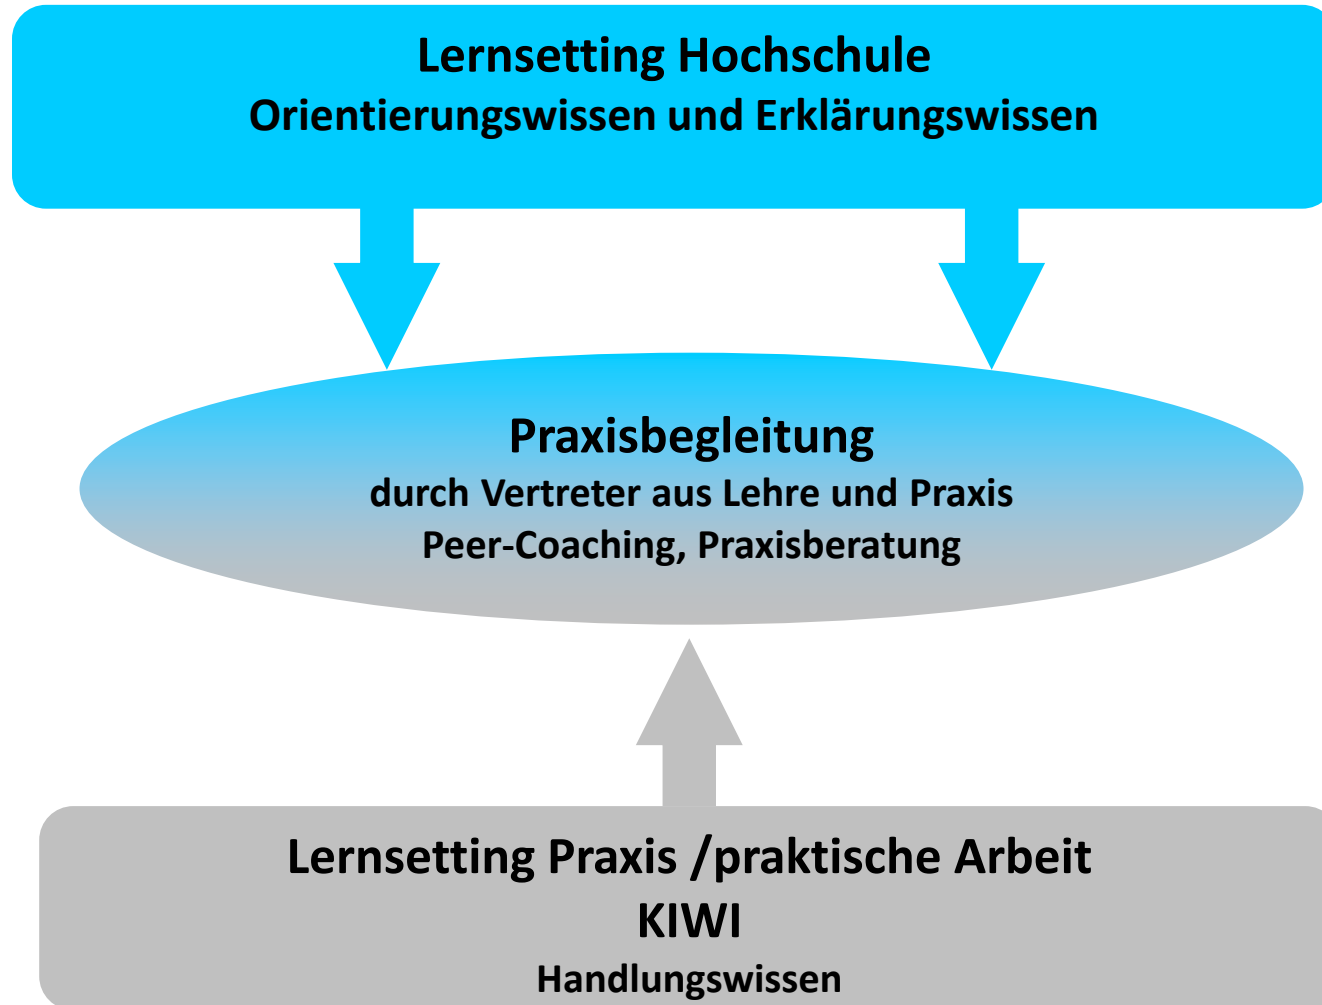 Lernsetting Hochschule
Orientierungswissen und Erklärungswissen
Praxisbegleitung
durch Vertreter aus Lehre und Praxis
Peer-Coaching, Praxisberatung
Lernsetting Praxis /praktische Arbeit
KIWI
Handlungswissen